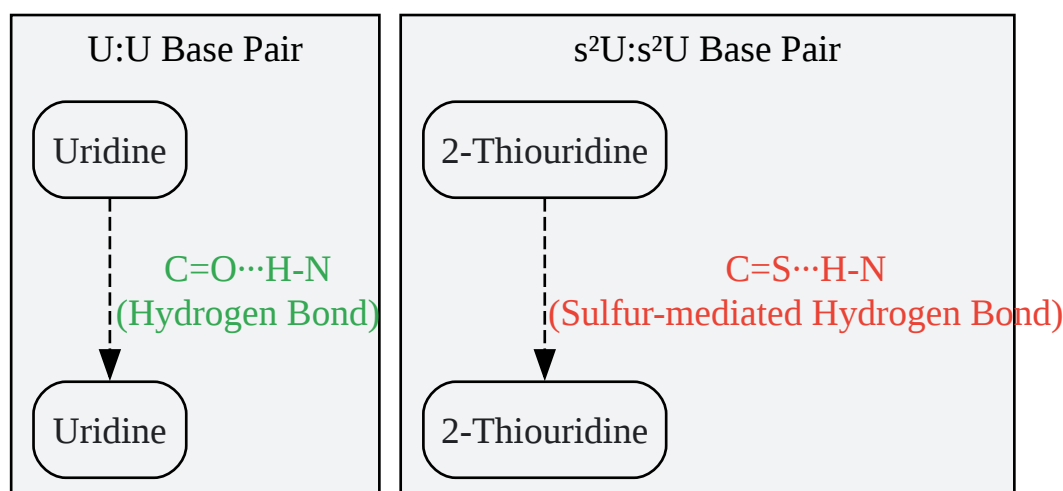 U:U Base Pair
Uridine
C=O···H-N
(Hydrogen Bond)
Uridine
s²U:s²U Base Pair
2-Thiouridine
C=S···H-N
(Sulfur-mediated Hydrogen Bond)
2-Thiouridine